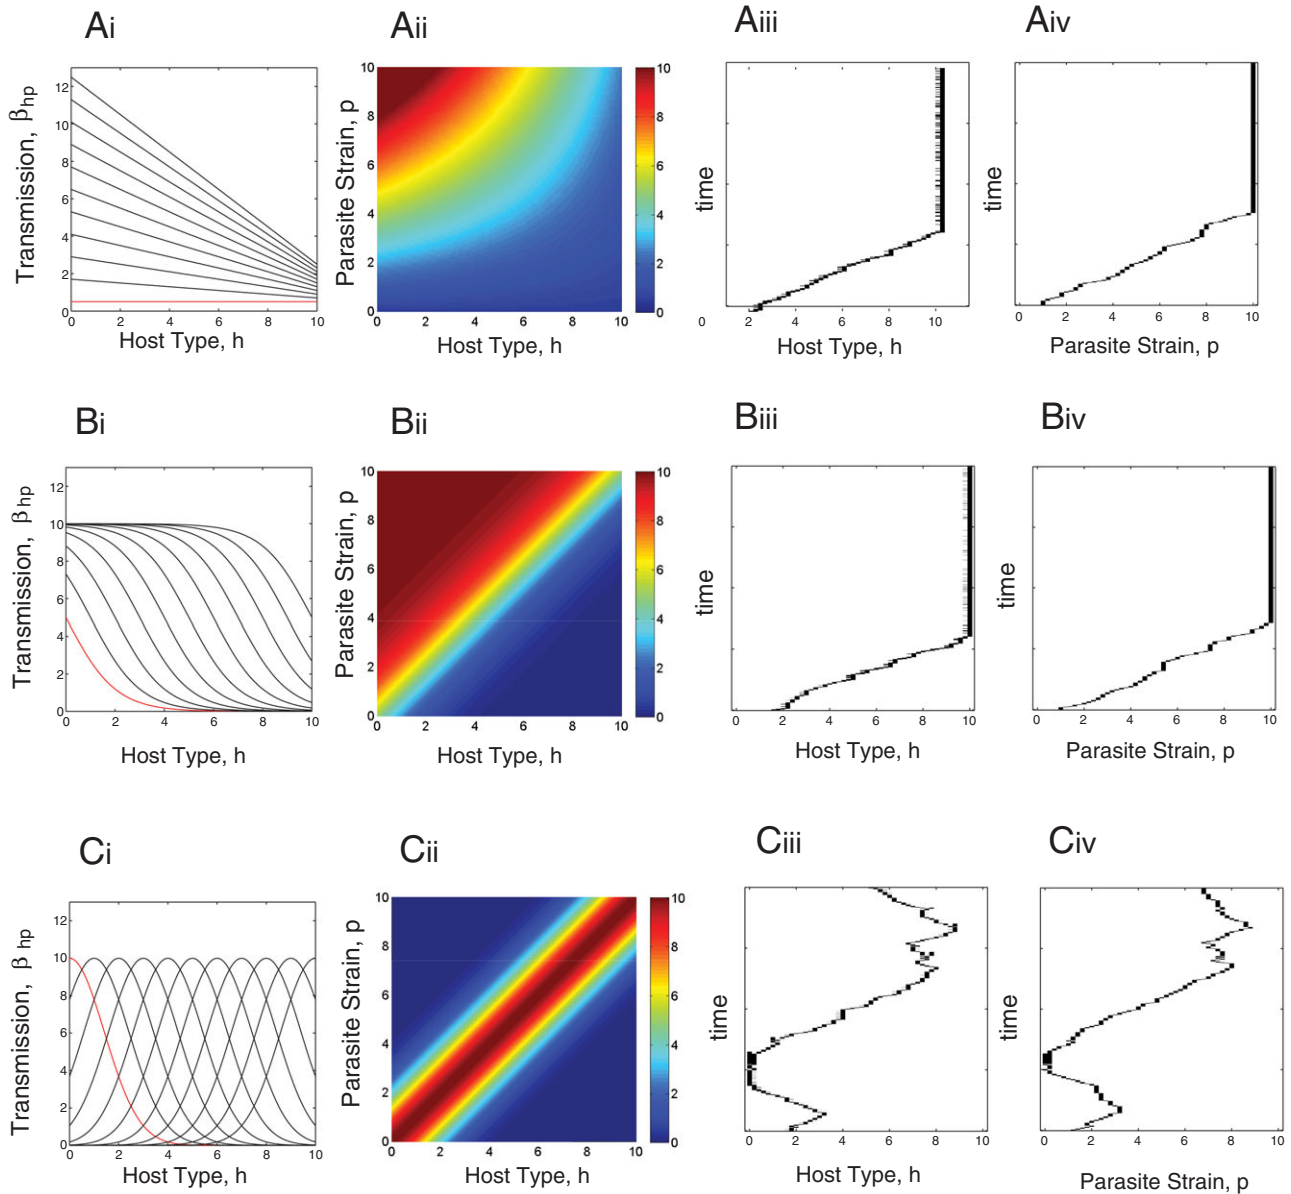 Ai
Aii
Aiii
Aiv
Transmission, βhp
12
10
8
6
4
2
0
0 2 4 6 8 10
Host Type, h
Parasite Strain, p
10
8
6
4
2
0
0 2 4 6 8 10
Host Type, h
10
8
6
4
2
0
time
0 2 4 6 8 10
Host Type, h
time
0 2 4 6 8 10
Parasite Strain, p
Bi
Bii
Biii
Biv
Transmission, βhp
12
10
8
6
4
2
0
0 2 4 6 8 10
Host Type, h
Parasite Strain, p
10
8
6
4
2
0
0 2 4 6 8 10
Host Type, h
10
8
6
4
2
0
time
0 2 4 6 8 10
Host Type, h
time
0 2 4 6 8 10
Parasite Strain, p
Ci
Cii
Ciii
Civ
Transmission, βhp
12
10
8
6
4
2
0
0 2 4 6 8 10
Host Type, h
Parasite Strain, p
10
8
6
4
2
0
0 2 4 6 8 10
Host Type, h
10
8
6
4
2
0
time
0 2 4 6 8 10
Host Type, h
time
0 2 4 6 8 10
Parasite Strain, p